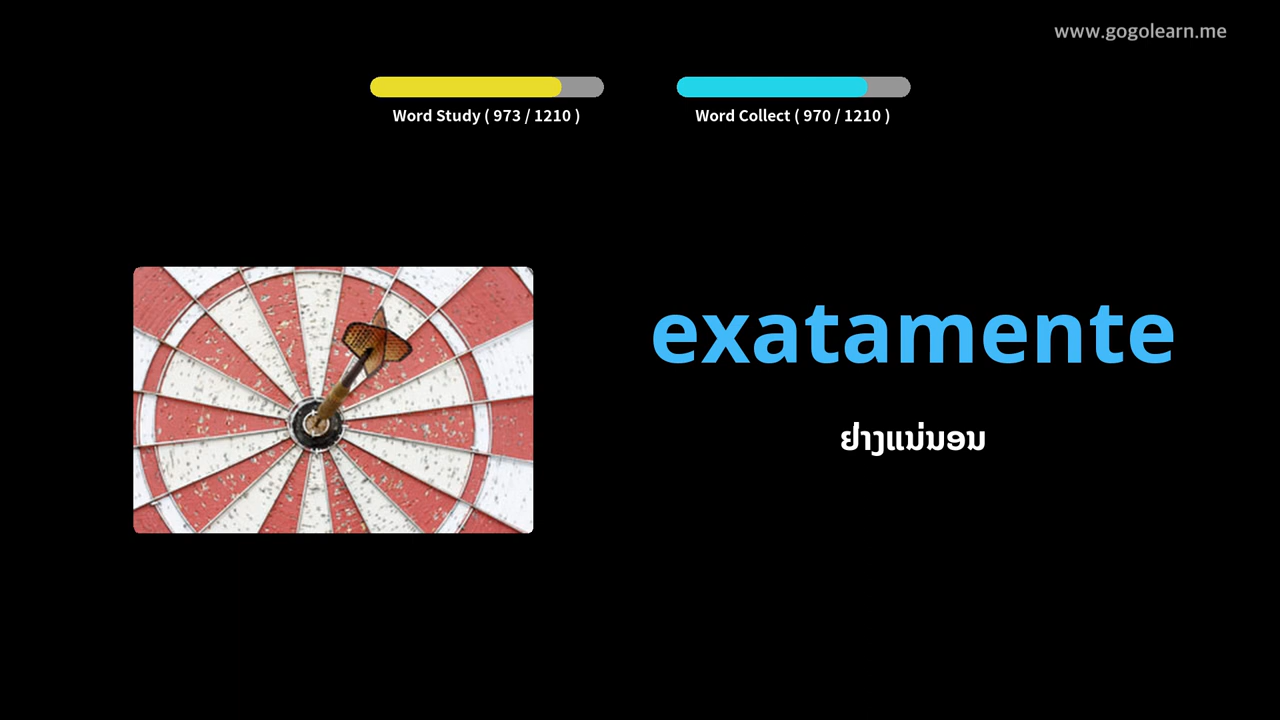 www.gogolearn.me
Word Study ( 973 / 1210 )
Word Collect ( 970 / 1210 )
exatamente
ຢ່າງແນ່ນອນ